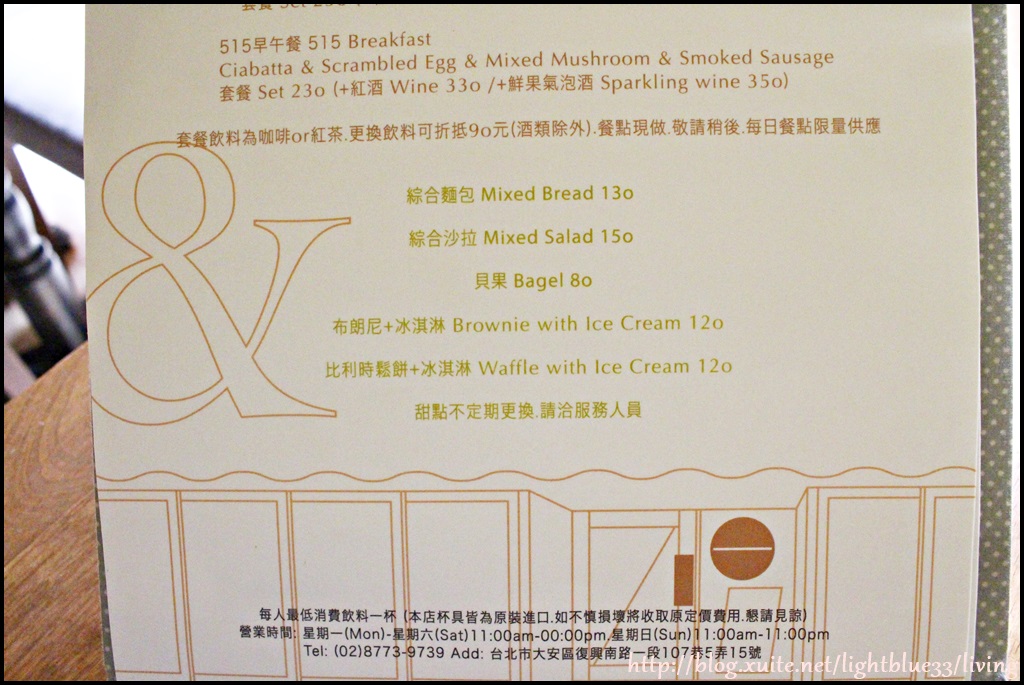 套餐 Set 230
515早午餐 515 Breakfast
Ciabatta & Scrambled Egg & Mixed Mushroom & Smoked Sausage
套餐 Set 230 (+紅酒 Wine 330 /+鮮果氣泡酒 Sparkling wine 350)
套餐飲料為咖啡or紅茶.更換飲料可折抵90元(酒類除外).餐點現做.敬請稍後.每日餐點限量供應
&
綜合麵包 Mixed Bread 130
綜合沙拉 Mixed Salad 150
貝果 Bagel 80
布朗尼+冰淇淋 Brownie with Ice Cream 120
比利時鬆餅+冰淇淋 Waffle with Ice Cream 120
甜點不定期更換.請洽服務人員
每人最低消費飲料一杯 (本店杯具皆為原裝進口.如不慎損壞將收取原定價費用.懇請見諒)
營業時間: 星期一(Mon)-星期六(Sat)11:00am-00:00pm,星期日(Sun)11:00am-11:00pm
Tel: (02)8773-9739 Add: 台北市大安區復興南路一段107巷5弄15號
http://blog.xuite.net/lightblue33/livin